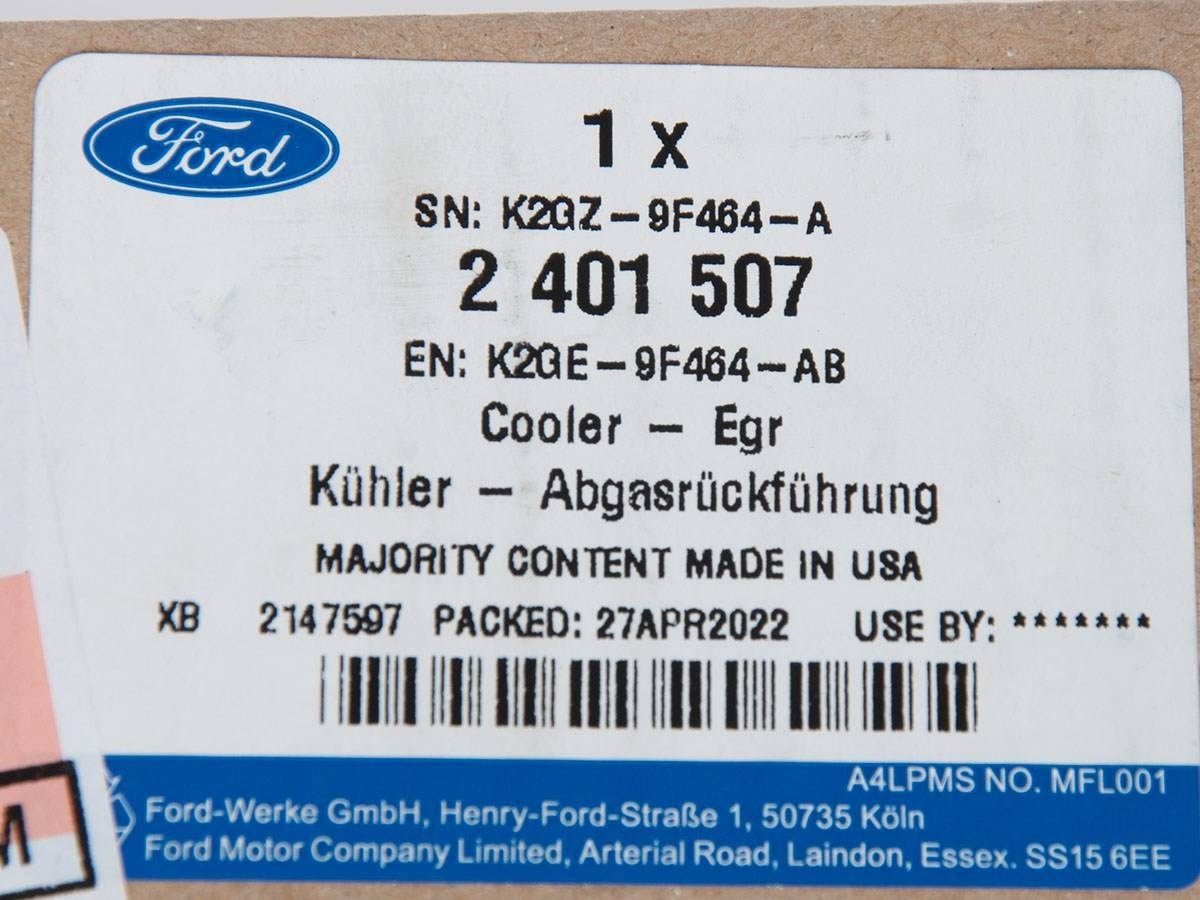 Ford
1 x
SN: K2GZ-9F464-A
2 401 507
EN: K2GE-9F464-AB
Cooler - Egr
Kühler - Abgasrückführung
MAJORITY CONTENT MADE IN USA
XB 2147597 PACKED: 27APR2022 USE BY: *******
A4LPMS NO. MFL001
Ford-Werke GmbH, Henry-Ford-Straße 1, 50735 Köln
Ford Motor Company Limited, Arterial Road, Laindon, Essex. SS15 6EE